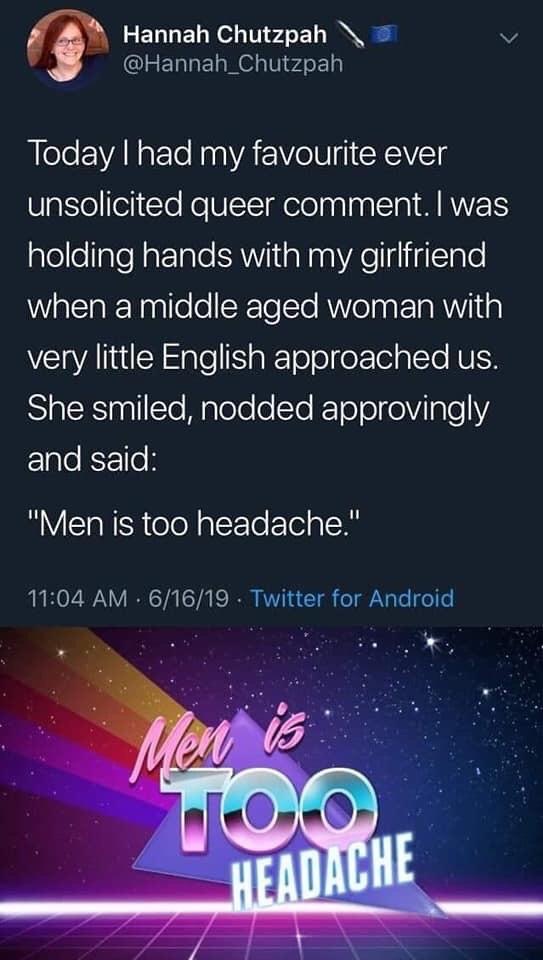 Hannah Chutzpah
@Hannah_Chutzpah
Today I had my favourite ever
unsolicited queer comment. I was
holding hands with my girlfriend
when a middle aged woman with
very little English approached us.
She smiled, nodded approvingly
and said:
"Men is too headache."
11:04 AM · 6/16/19 · Twitter for Android
Men is
TOO
HEADACHE